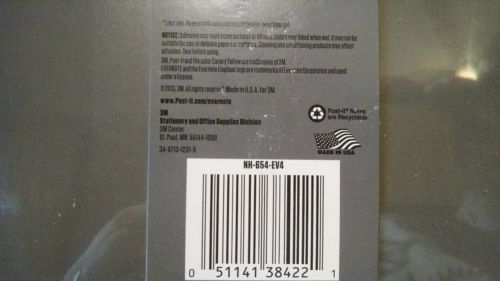 NOTICE: Adhesive may mark some surfaces Colors may bleed when wet. It may not be
suitable for use on delicate papers or surfaces. Cleaning and conditioning products may affect
adhesion. Test before using.
3M, Post-it and the color Canary Yellow are trademarks of 3M.
EVERNOTE and the Evernote Elephant logo are trademarks of Evernote Corporation and used
under a license.
©2013, 3M. All rights reserved. Made in U.S.A. for 3M.
www.Post-it.com/evernote
3M
Stationery and Office Supplies Division
3M Center
St. Paul, MN 55144-1000
34-8713-1231-6
Post-it® Notes
are Recyclable
MADE IN USA
NH-654-EV4
0 51141 38422 1